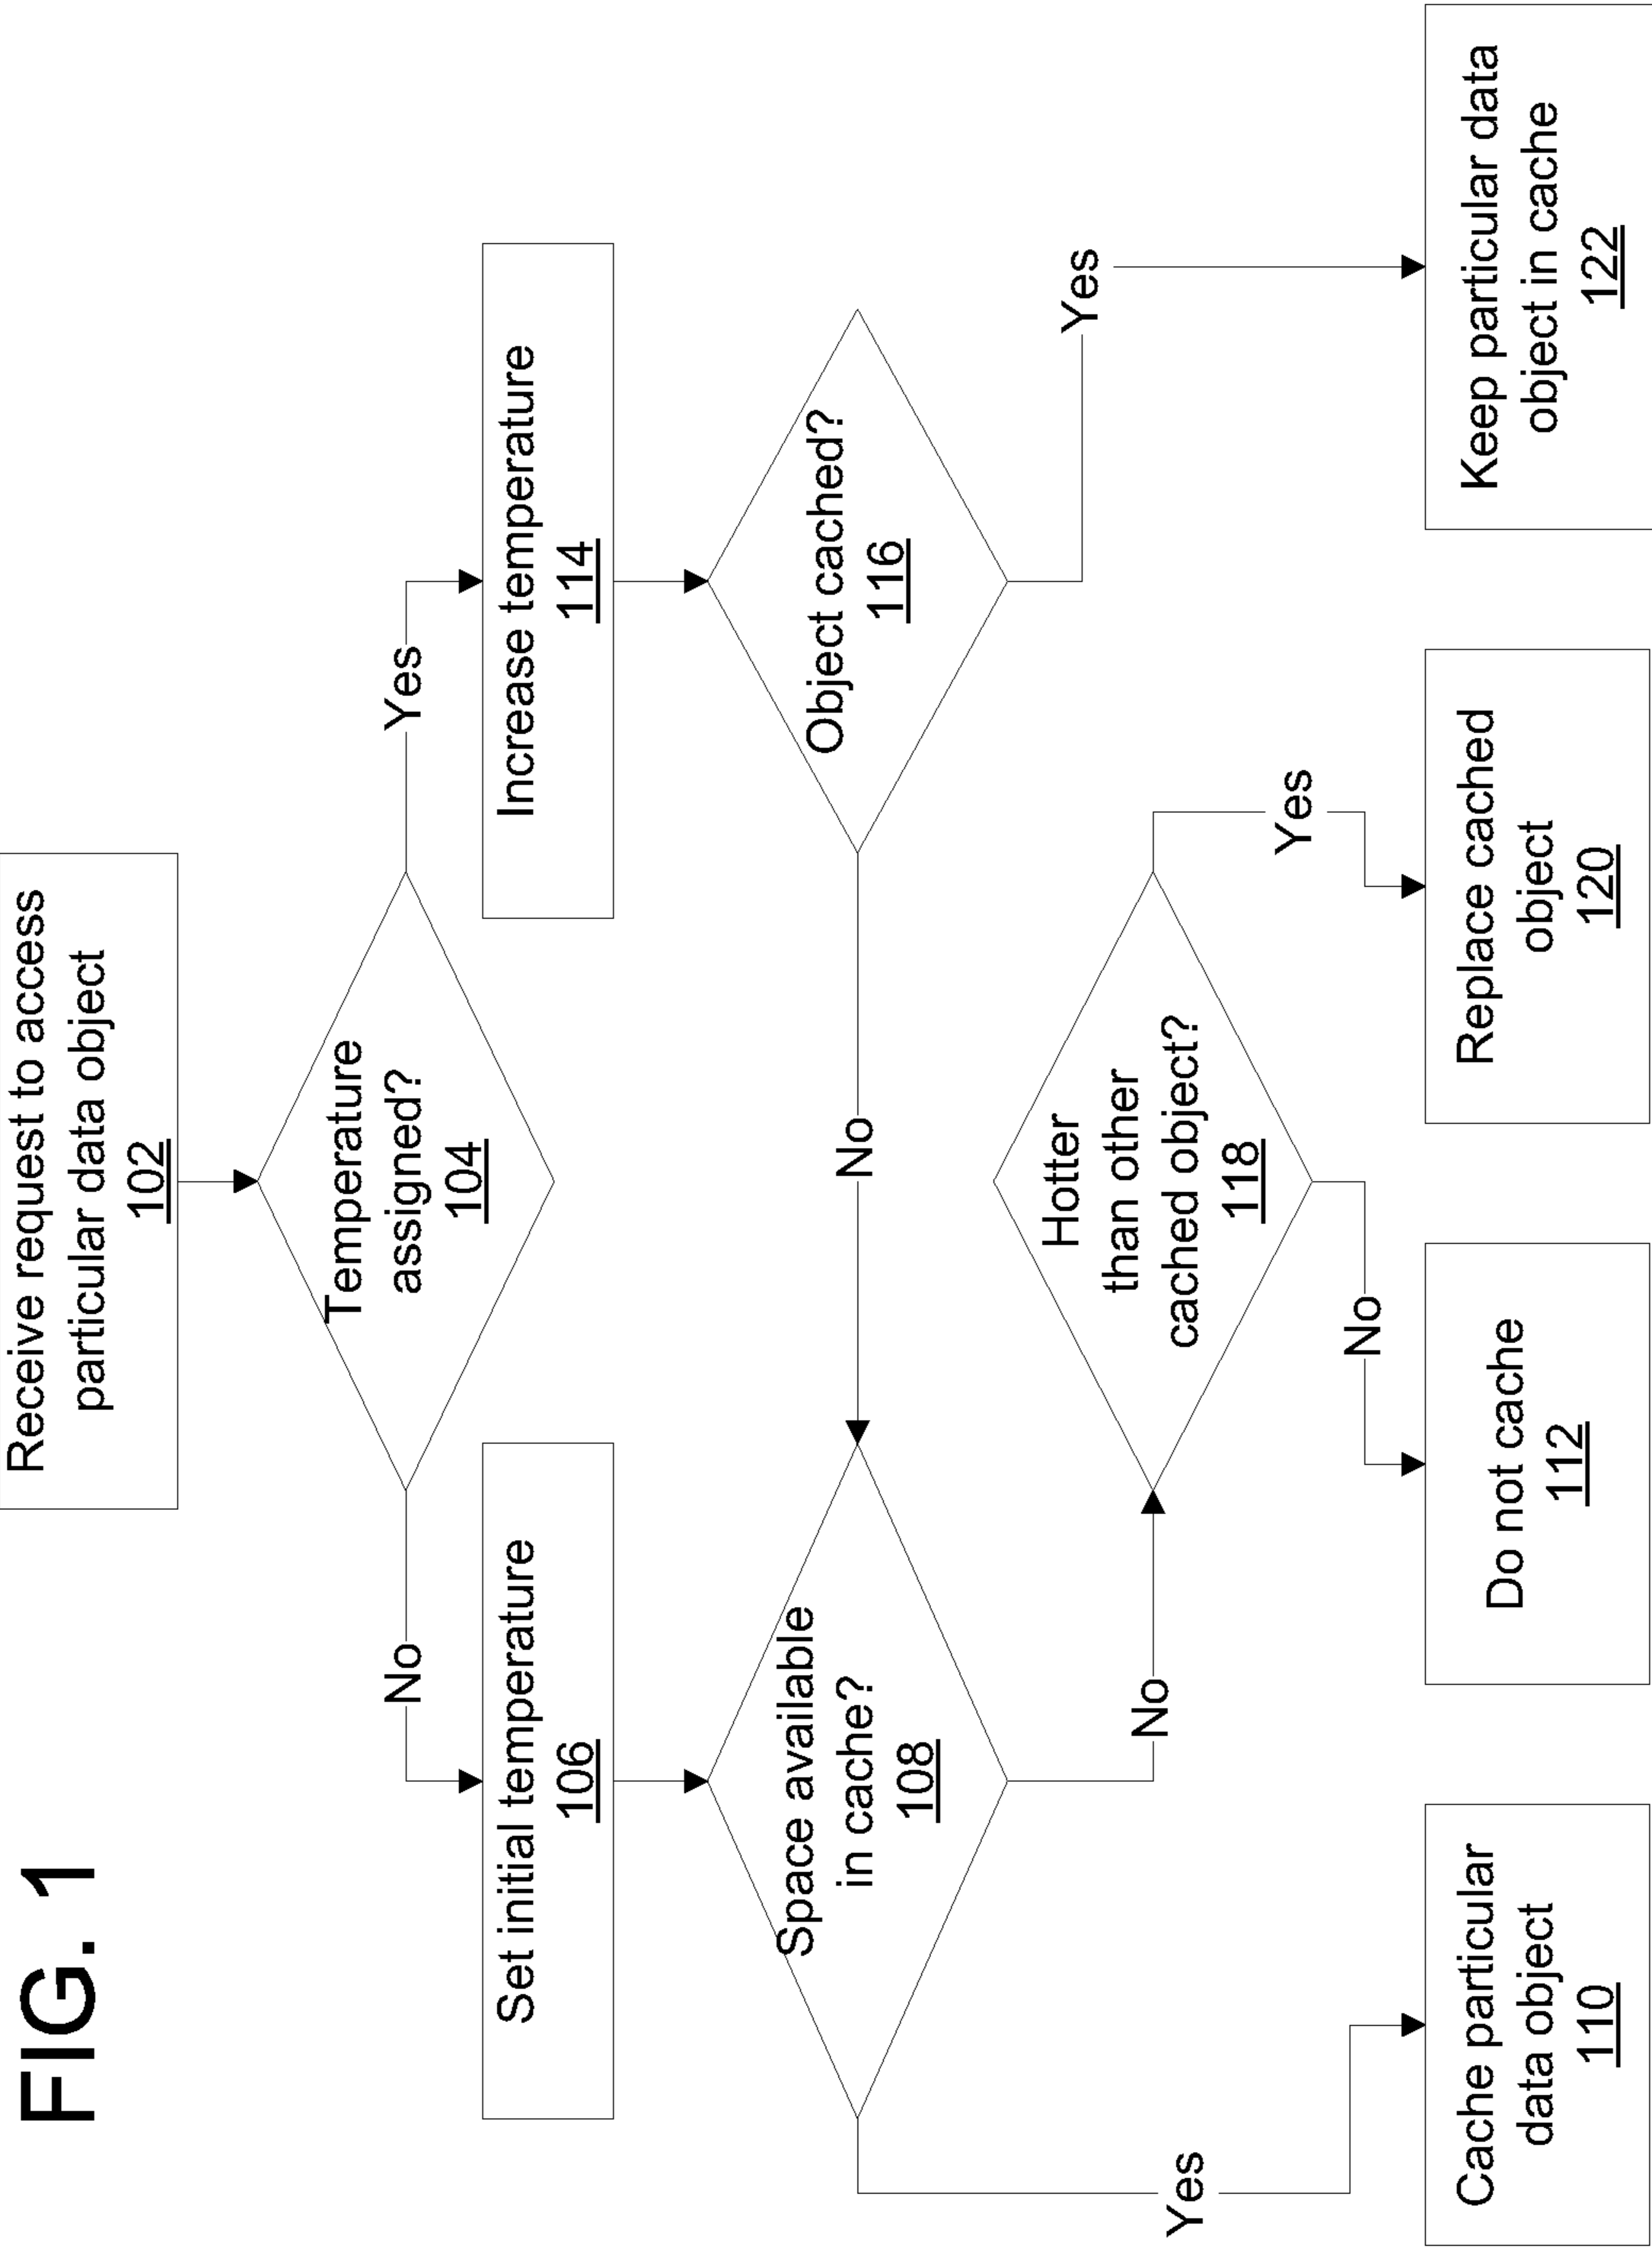 FIG. 1
Receive request to access
particular data object
102
Temperature
assigned?
104
No
Yes
Set initial temperature
106
Increase temperature
114
Space available
in cache?
108
No
Object cached?
116
Hotter
than other
cached object?
118
Yes
No
No
Yes
Yes
Cache particular
data object
110
Do not cache
112
Replace cached
object
120
Keep particular data
object in cache
122